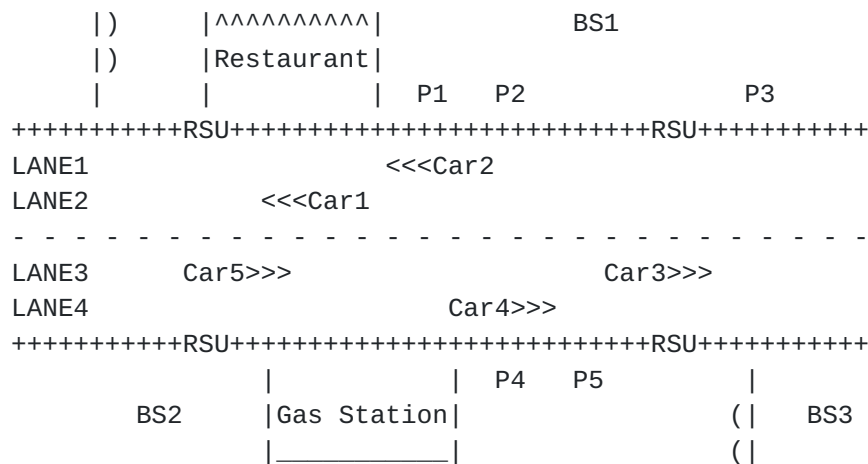 |)      |^^^^^^^^^^|            BS1
|)      |Restaurant|
|      |          |  P1   P2              P3
+++++++++++RSU+++++++++++++++++++++++++++RSU+++++++++++
LANE1                   <<<Car2
LANE2           <<<Car1
- - - - - - - - - - - - - - - - - - - - - - - - - - - -
LANE3      Car5>>>                    Car3>>>
LANE4                       Car4>>>
+++++++++++RSU+++++++++++++++++++++++++++RSU+++++++++++
|           |  P4   P5         |
BS2     |Gas Station|                 (|   BS3
|___________|                 (|